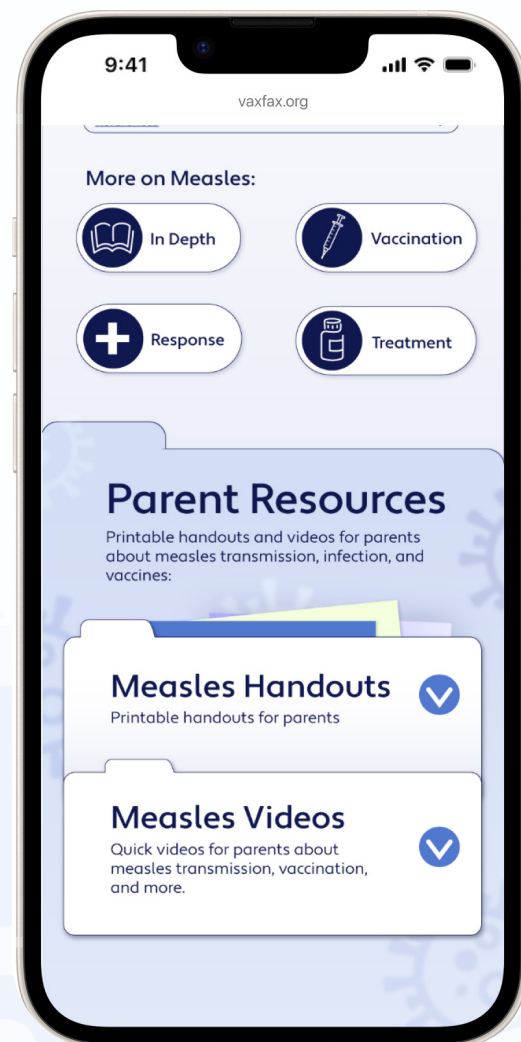 9:41
vaxfax.org
More on Measles:
In Depth
Vaccination
Response
Treatment
Parent Resources
Printable handouts and videos for parents
about measles transmission, infection, and
vaccines:
Measles Handouts
Printable handouts for parents
Measles Videos
Quick videos for parents about
measles transmission, vaccination,
and more.